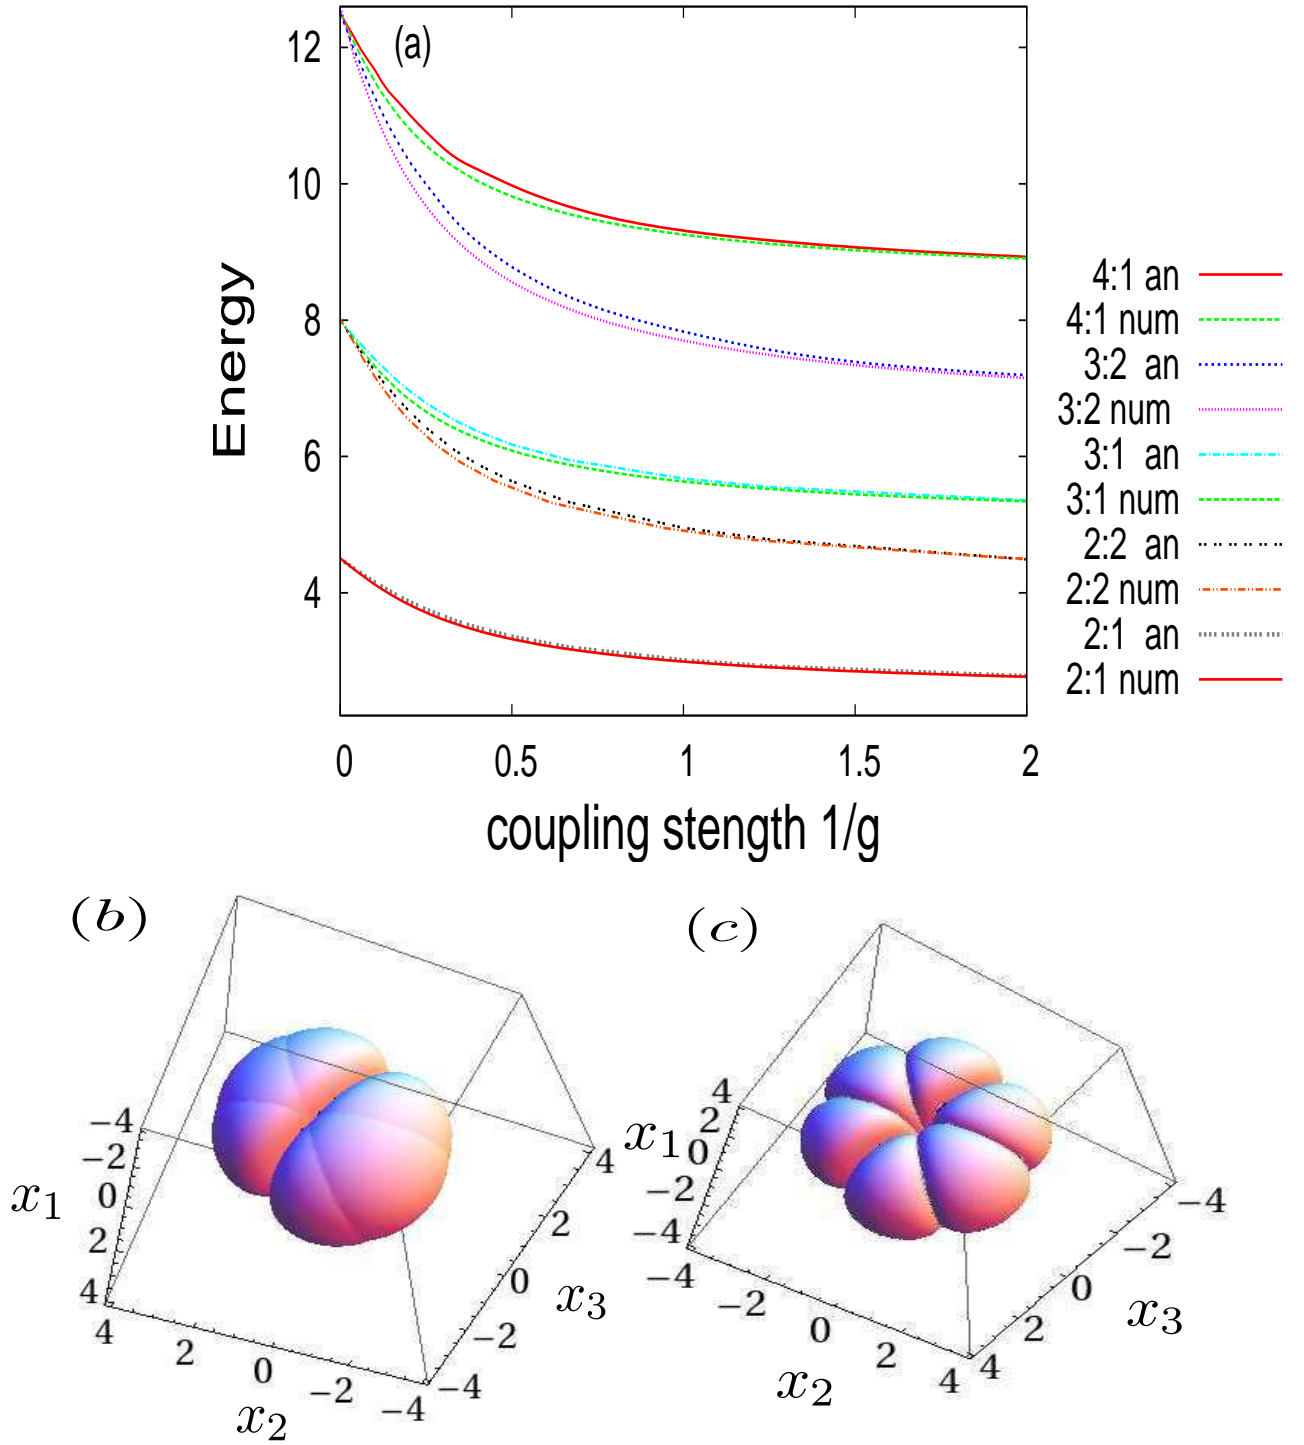 (a)
12
10
8
6
4
Energy
0 0.5 1 1.5 2
coupling stength 1/g
4:1 an
4:1 num
3:2 an
3:2 num
3:1 an
3:1 num
2:2 an
2:2 num
2:1 an
2:1 num
(b)
-4
-2
0
2
4
x1
4 2 0 -2 -4
x2
-4 -2 0 2 4
x3
(c)
4
2
0
-2
-4
x1
-4 -2 0 2 4
x2
4 2 0 -2 -4
x3